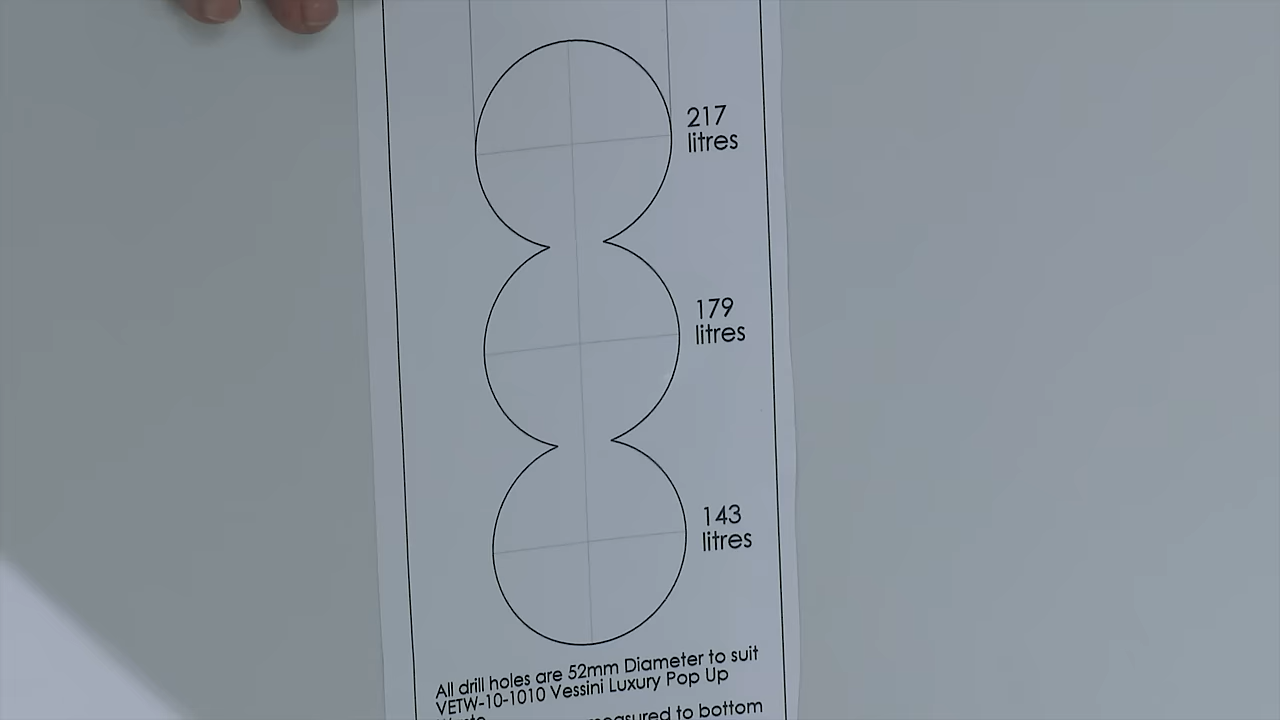 217
litres
179
litres
143
litres
All drill holes are 52mm Diameter to suit
VETW-10-1010 Vessini Luxury Pop Up
measured to bottom